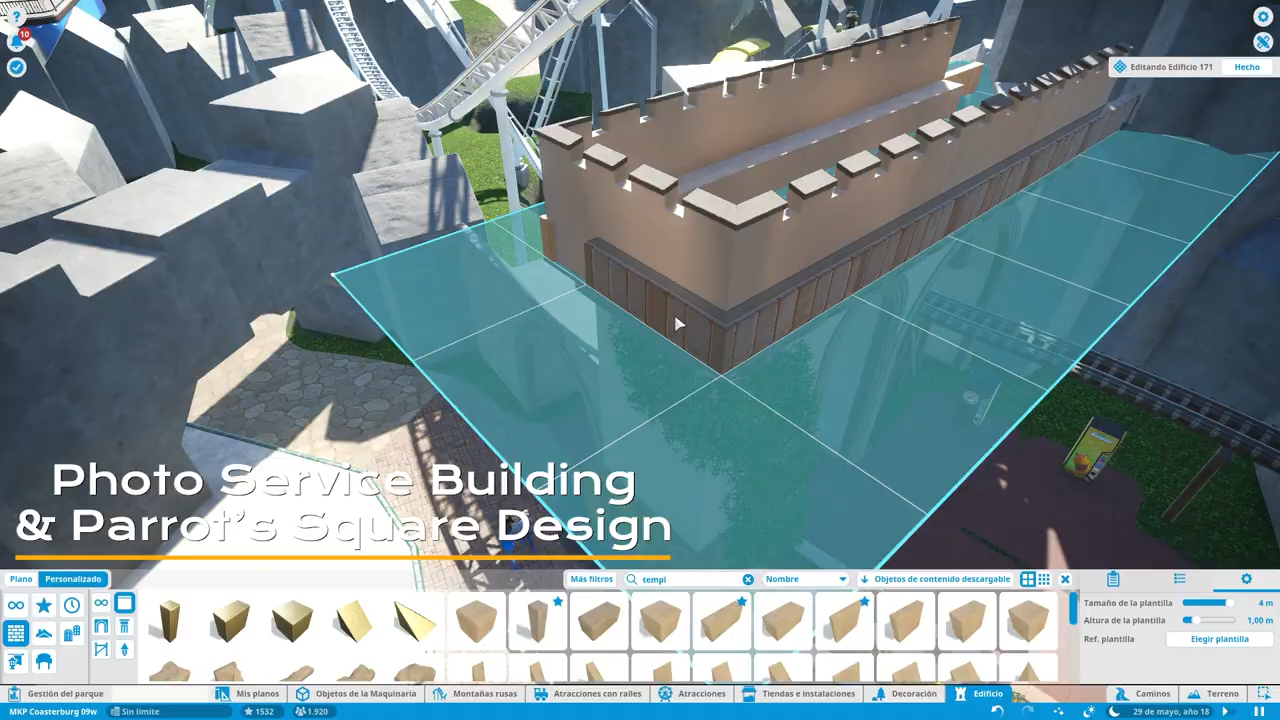 ?
10
Editando Edificio 171
Hecho
Photo Service Building
& Parrot's Square Design
Plano
Personalizado
Más filtros
templ
Nombre
Objetos de contenido descargable
Tamaño de la plantilla
4 m
Altura de la plantilla
1,00 m
Ref. plantilla
Elegir plantilla
Gestión del parque
Mis planos
Objetos de la Maquinaria
Montañas rusas
Atracciones con raíles
Atracciones
Tiendas e instalaciones
Decoración
Edificio
Caminos
Terreno
MKP Coasterburg 09w
Sin límite
1532
1.920
29 de mayo, año 18